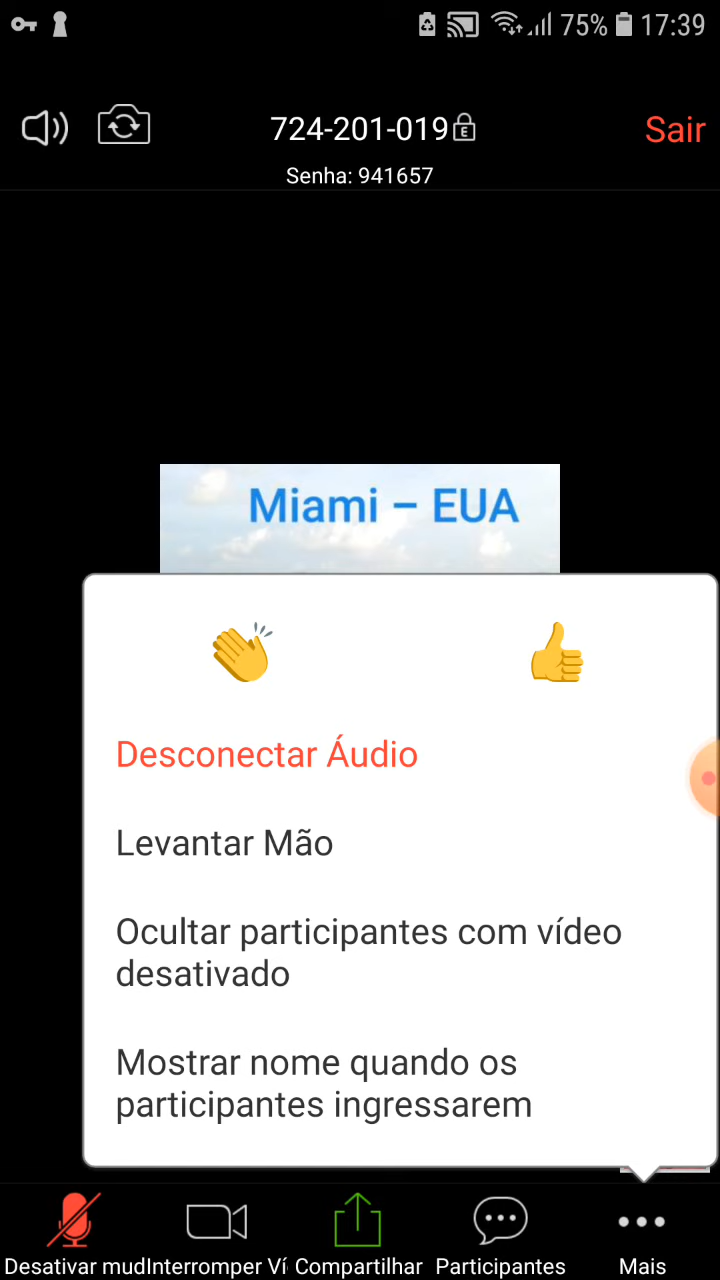 75% 17:39
724-201-019
Sair
Senha: 941657
Miami – EUA
Desconectar Áudio
Levantar Mão
Ocultar participantes com vídeo
desativado
Mostrar nome quando os
participantes ingressarem
Desativar mud Interromper Ví Compartilhar Participantes Mais